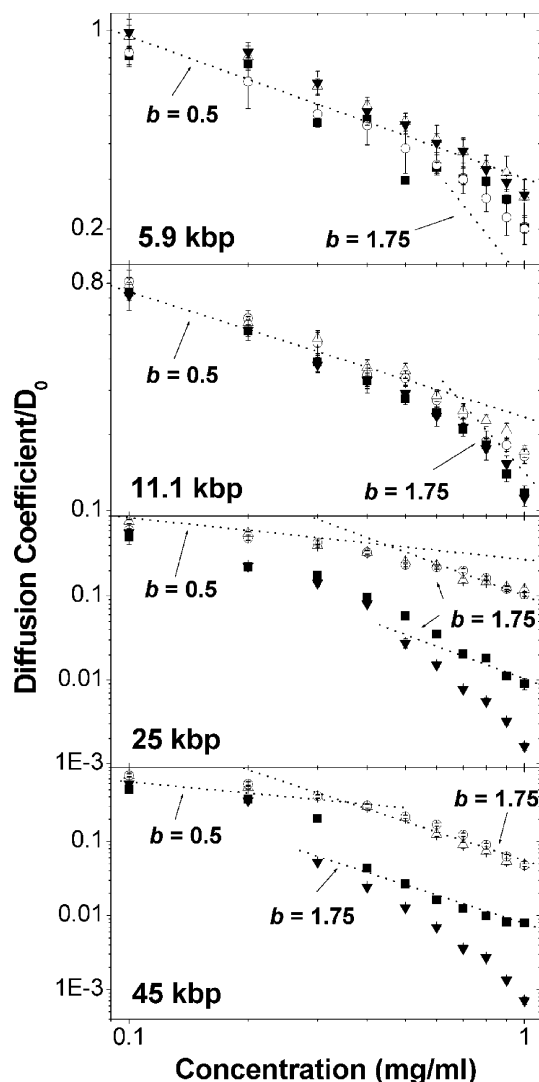 1
b = 0.5
b = 1.75
0.2
5.9 kbp
0.8
b = 0.5
b = 1.75
0.1
11.1 kbp
b = 0.5
0.1
b = 1.75
0.01
25 kbp
1E-3
b = 1.75
b = 0.5
0.1
b = 1.75
0.01
45 kbp
1E-3
0.1
1
Concentration (mg/ml)
Diffusion Coefficient/D0